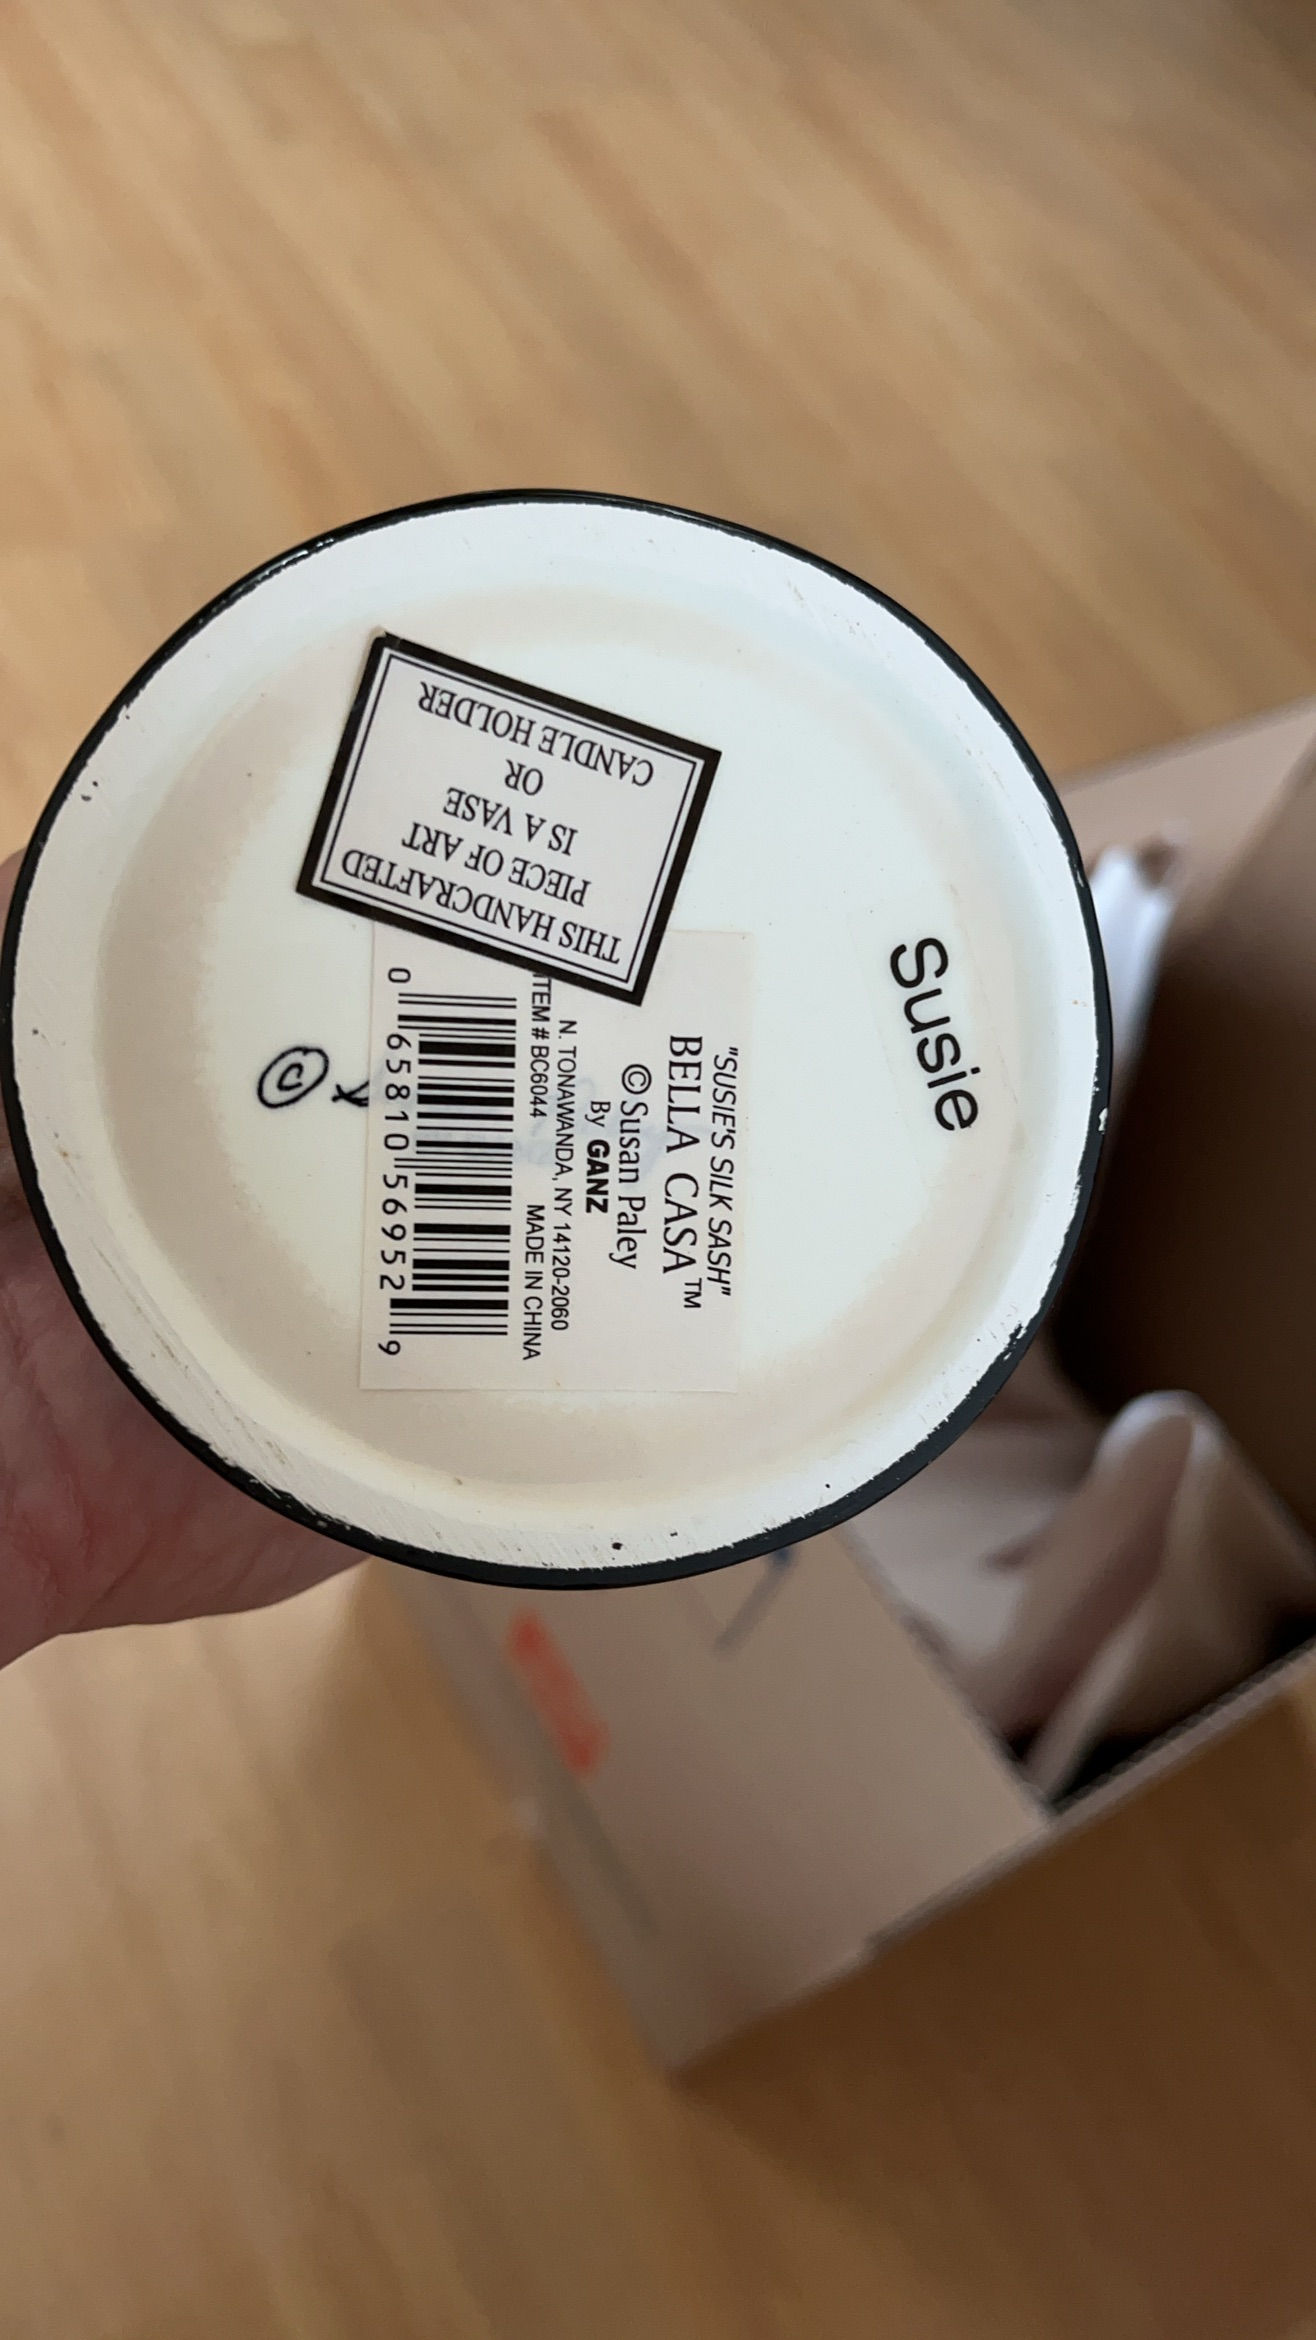 THIS HANDCRAFTED
PIECE OF ART
IS A VASE
OR
CANDLE HOLDER
Susie
"SUSIE'S SILK SASH"
BELLA CASA™
© Susan Paley
By GANZ
N. TONAWANDA, NY 14120-2060
ITEM # BC6044 MADE IN CHINA
0 65810 56952 9
©